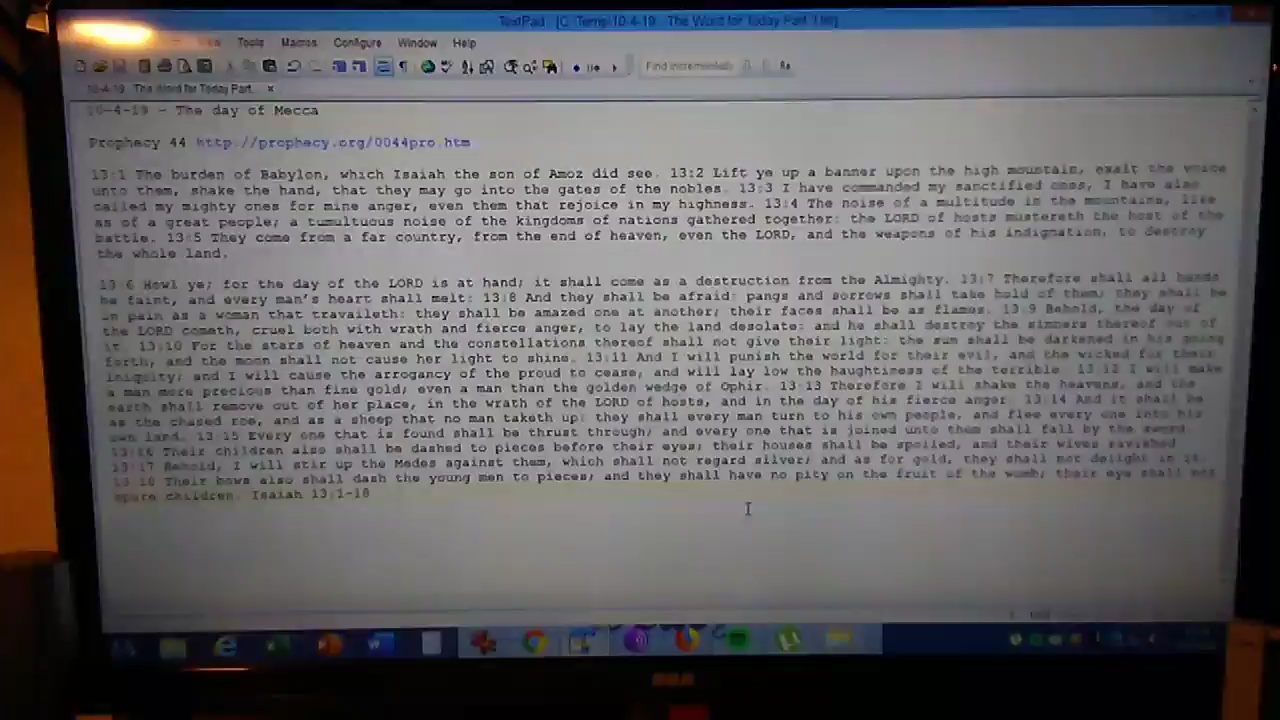 TextPad - [C:\Temp\10-4-19 - The Word for Today Part
View Tools Macros Configure Window Help
Find incrementally
10-4-19 - The Word for Today Part...
10-4-19 - The day of Mecca
Prophecy 44 http://prophecy.org/0044pro.htm
13:1 The burden of Babylon, which Isaiah the son of Amoz did see. 13:2 Lift ye up a banner upon the high mountain, exalt the voice
unto them, shake the hand, that they may go into the gates of the nobles. 13:3 I have commanded my sanctified ones, I have also
called my mighty ones for mine anger, even them that rejoice in my highness. 13:4 The noise of a multitude in the mountains, like
as of a great people; a tumultuous noise of the kingdoms of nations gathered together: the LORD of hosts mustereth the host of the
battle. 13:5 They come from a far country, from the end of heaven, even the LORD, and the weapons of his indignation, to destroy
the whole land.
13:6 Howl ye; for the day of the LORD is at hand; it shall come as a destruction from the Almighty. 13:7 Therefore shall all hands
be faint, and every man's heart shall melt: 13:8 And they shall be afraid: pangs and sorrows shall take hold of them; they shall be
in pain as a woman that travaileth: they shall be amazed one at another; their faces shall be as flames. 13:9 Behold, the day of
the LORD cometh, cruel both with wrath and fierce anger, to lay the land desolate: and he shall destroy the sinners thereof out of
it. 13:10 For the stars of heaven and the constellations thereof shall not give their light: the sun shall be darkened in his going
forth, and the moon shall not cause her light to shine. 13:11 And I will punish the world for their evil, and the wicked for their
iniquity; and I will cause the arrogancy of the proud to cease, and will lay low the haughtiness of the terrible. 13:12 I will make
a man more precious than fine gold; even a man than the golden wedge of Ophir. 13:13 Therefore I will shake the heavens, and the
earth shall remove out of her place, in the wrath of the LORD of hosts, and in the day of his fierce anger. 13:14 And it shall be
as the chased roe, and as a sheep that no man taketh up: they shall every man turn to his own people, and flee every one into his
own land. 13:15 Every one that is found shall be thrust through; and every one that is joined unto them shall fall by the sword.
13:16 Their children also shall be dashed to pieces before their eyes; their houses shall be spoiled, and their wives ravished.
13:17 Behold, I will stir up the Medes against them, which shall not regard silver; and as for gold, they shall not delight in it.
13:18 Their bows also shall dash the young men to pieces; and they shall have no pity on the fruit of the womb; their eye shall not
spare children. Isaiah 13:1-18
RCA